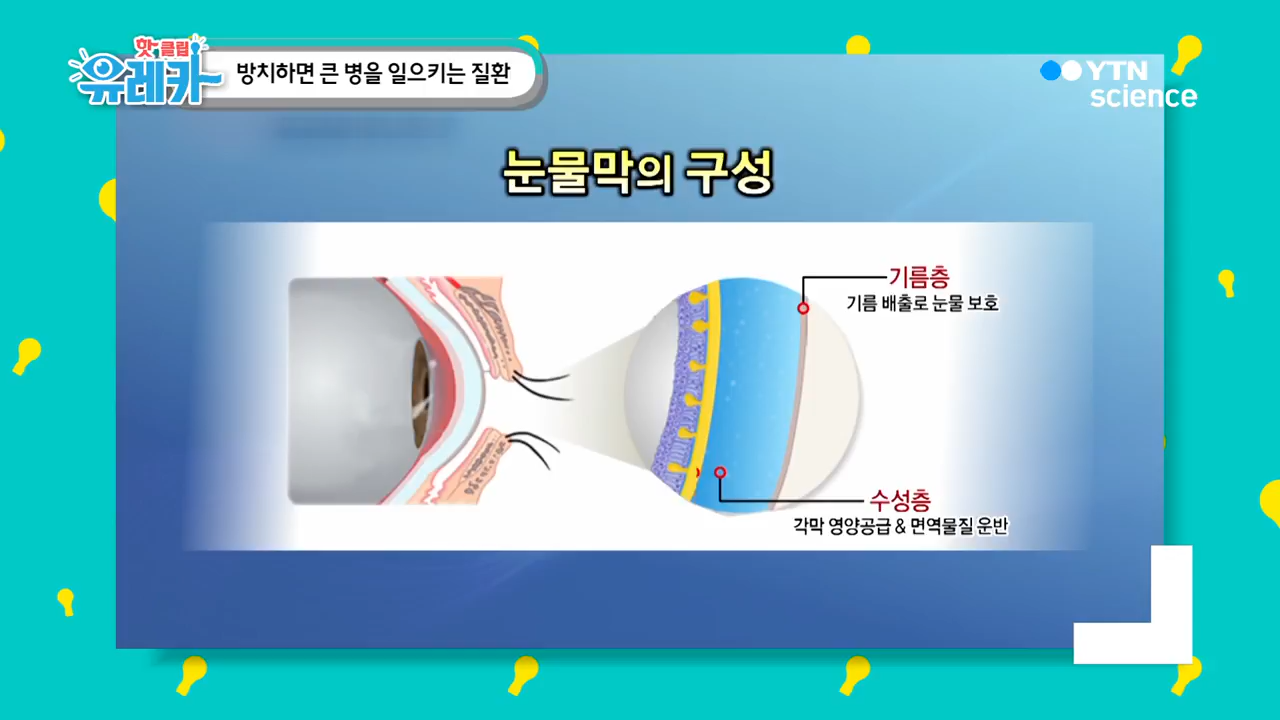 핫클립
유레카
방치하면 큰 병을 일으키는 질환
YTN
science
눈물막의 구성
기름층
기름 배출로 눈물 보호
수성층
각막 영양공급 & 면역물질 운반